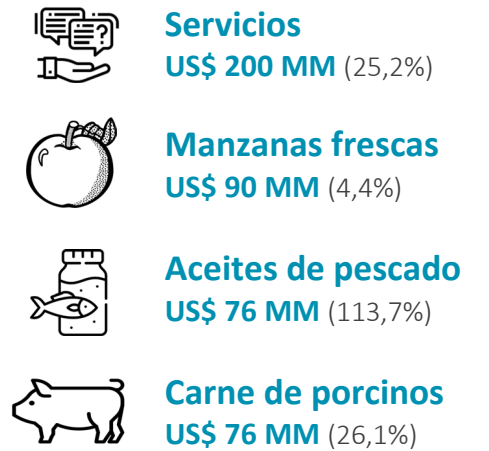 Servicios
US$ 200 MM (25,2%)
Manzanas frescas
US$ 90 MM (4,4%)
Aceites de pescado
US$ 76 MM (113,7%)
Carne de porcinos
US$ 76 MM (26,1%)